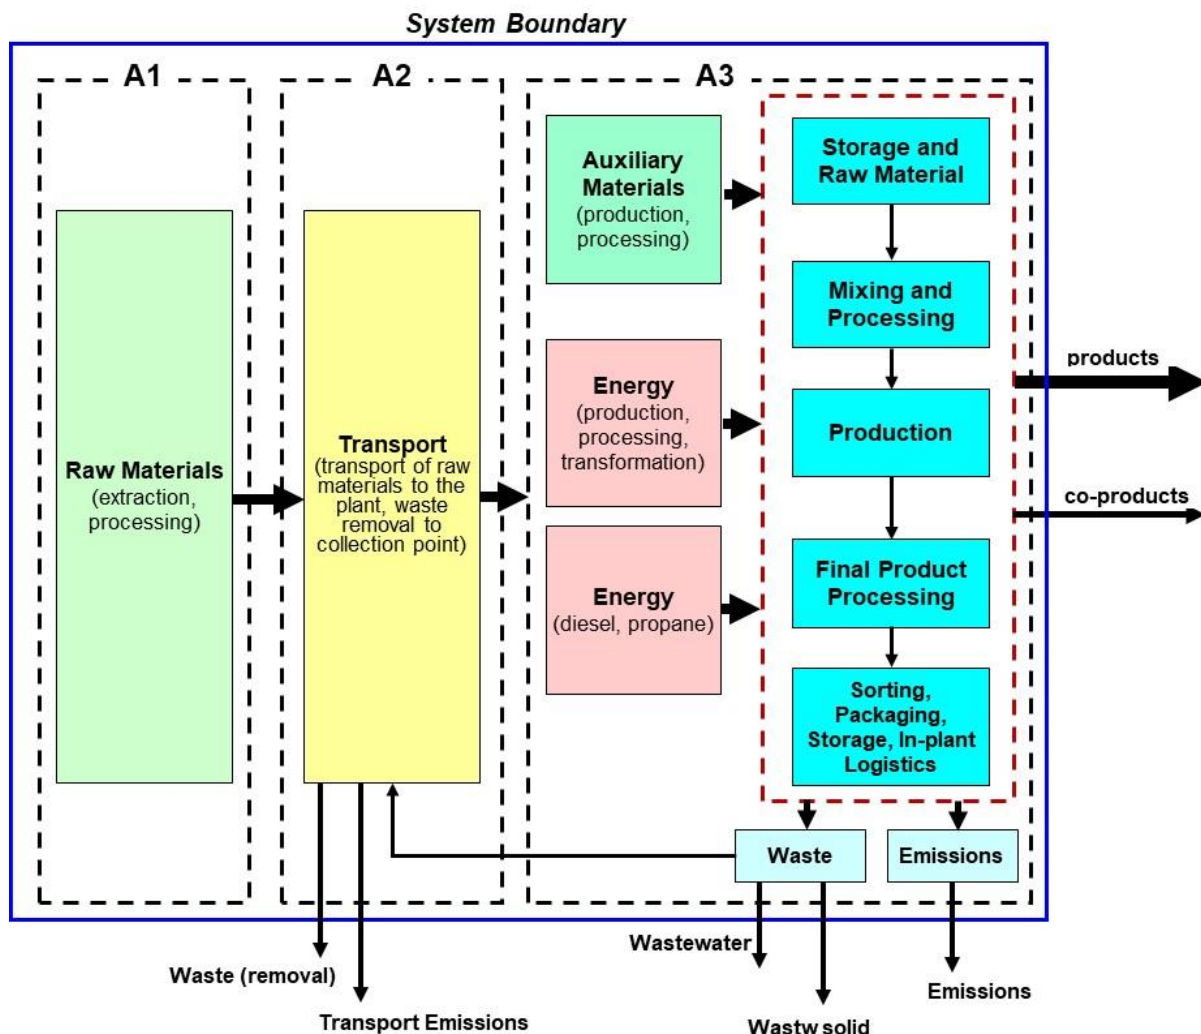 System Boundary
A1
A2
A3
Raw Materials
(extraction,
processing)
Transport
(transport of raw
materials to the
plant, waste
removal to
collection point)
Auxiliary
Materials
(production,
processing)
Energy
(production,
processing,
transformation)
Energy
(diesel, propane)
Storage and
Raw Material
Mixing and
Processing
Production
Final Product
Processing
Sorting,
Packaging,
Storage, In-plant
Logistics
products
co-products
Waste
Emissions
Waste (removal)
Transport Emissions
Wastewater
Wastw solid
Emissions